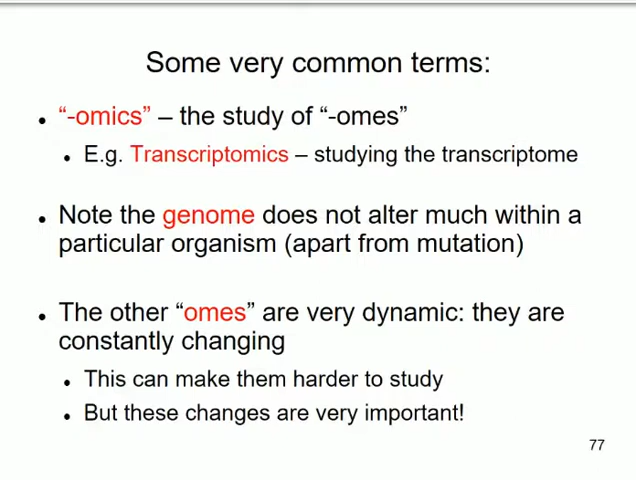 Some very common terms:
• “-omics” – the study of “-omes”
• E.g. Transcriptomics – studying the transcriptome
• Note the genome does not alter much within a
particular organism (apart from mutation)
• The other “omes” are very dynamic: they are
constantly changing
• This can make them harder to study
• But these changes are very important!
77